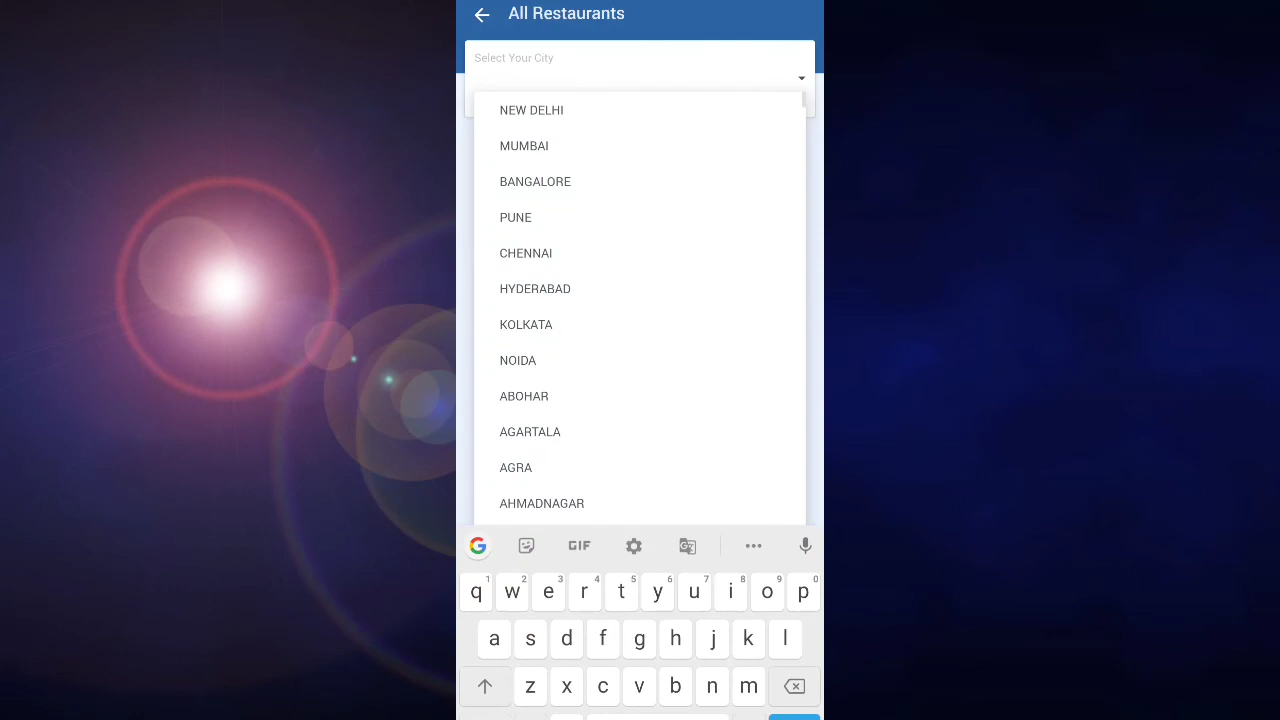 All Restaurants
Select Your City
NEW DELHI
MUMBAI
BANGALORE
PUNE
CHENNAI
HYDERABAD
KOLKATA
NOIDA
ABOHAR
AGARTALA
AGRA
AHMADNAGAR
GIF
1 2 3 4 5 6 7 8 9 0
q w e r t y u i o p
a s d f g h j k l
z x c v b n m